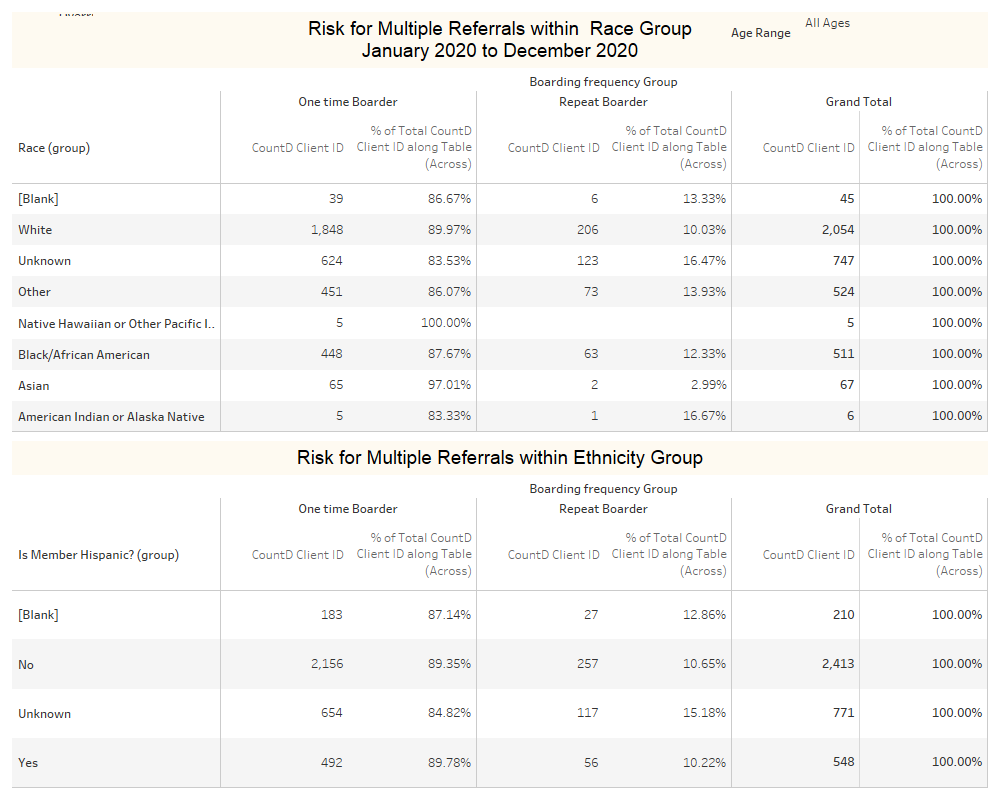 All Ages
Risk for Multiple Referrals within Race Group
Age Range
January 2020 to December 2020
Boarding frequency Group
One time Boarder Repeat Boarder Grand Total
Race (group) CountD Client ID % of Total CountD Client ID along Table (Across) CountD Client ID % of Total CountD Client ID along Table (Across) CountD Client ID % of Total CountD Client ID along Table (Across)
[Blank] 39 86.67% 6 13.33% 45 100.00%
White 1,848 89.97% 206 10.03% 2,054 100.00%
Unknown 624 83.53% 123 16.47% 747 100.00%
Other 451 86.07% 73 13.93% 524 100.00%
Native Hawaiian or Other Pacific I.. 5 100.00% 5 100.00%
Black/African American 448 87.67% 63 12.33% 511 100.00%
Asian 65 97.01% 2 2.99% 67 100.00%
American Indian or Alaska Native 5 83.33% 1 16.67% 6 100.00%
Risk for Multiple Referrals within Ethnicity Group
Boarding frequency Group
One time Boarder Repeat Boarder Grand Total
Is Member Hispanic? (group) CountD Client ID % of Total CountD Client ID along Table (Across) CountD Client ID % of Total CountD Client ID along Table (Across) CountD Client ID % of Total CountD Client ID along Table (Across)
[Blank] 183 87.14% 27 12.86% 210 100.00%
No 2,156 89.35% 257 10.65% 2,413 100.00%
Unknown 654 84.82% 117 15.18% 771 100.00%
Yes 492 89.78% 56 10.22% 548 100.00%